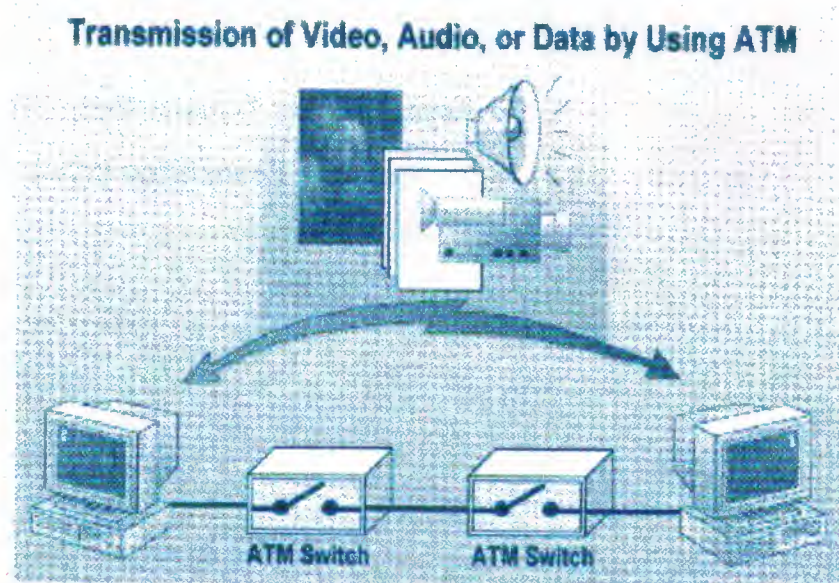 Transmission of Video, Audio, or Data by Using ATM
ATM Switch
ATM Switch